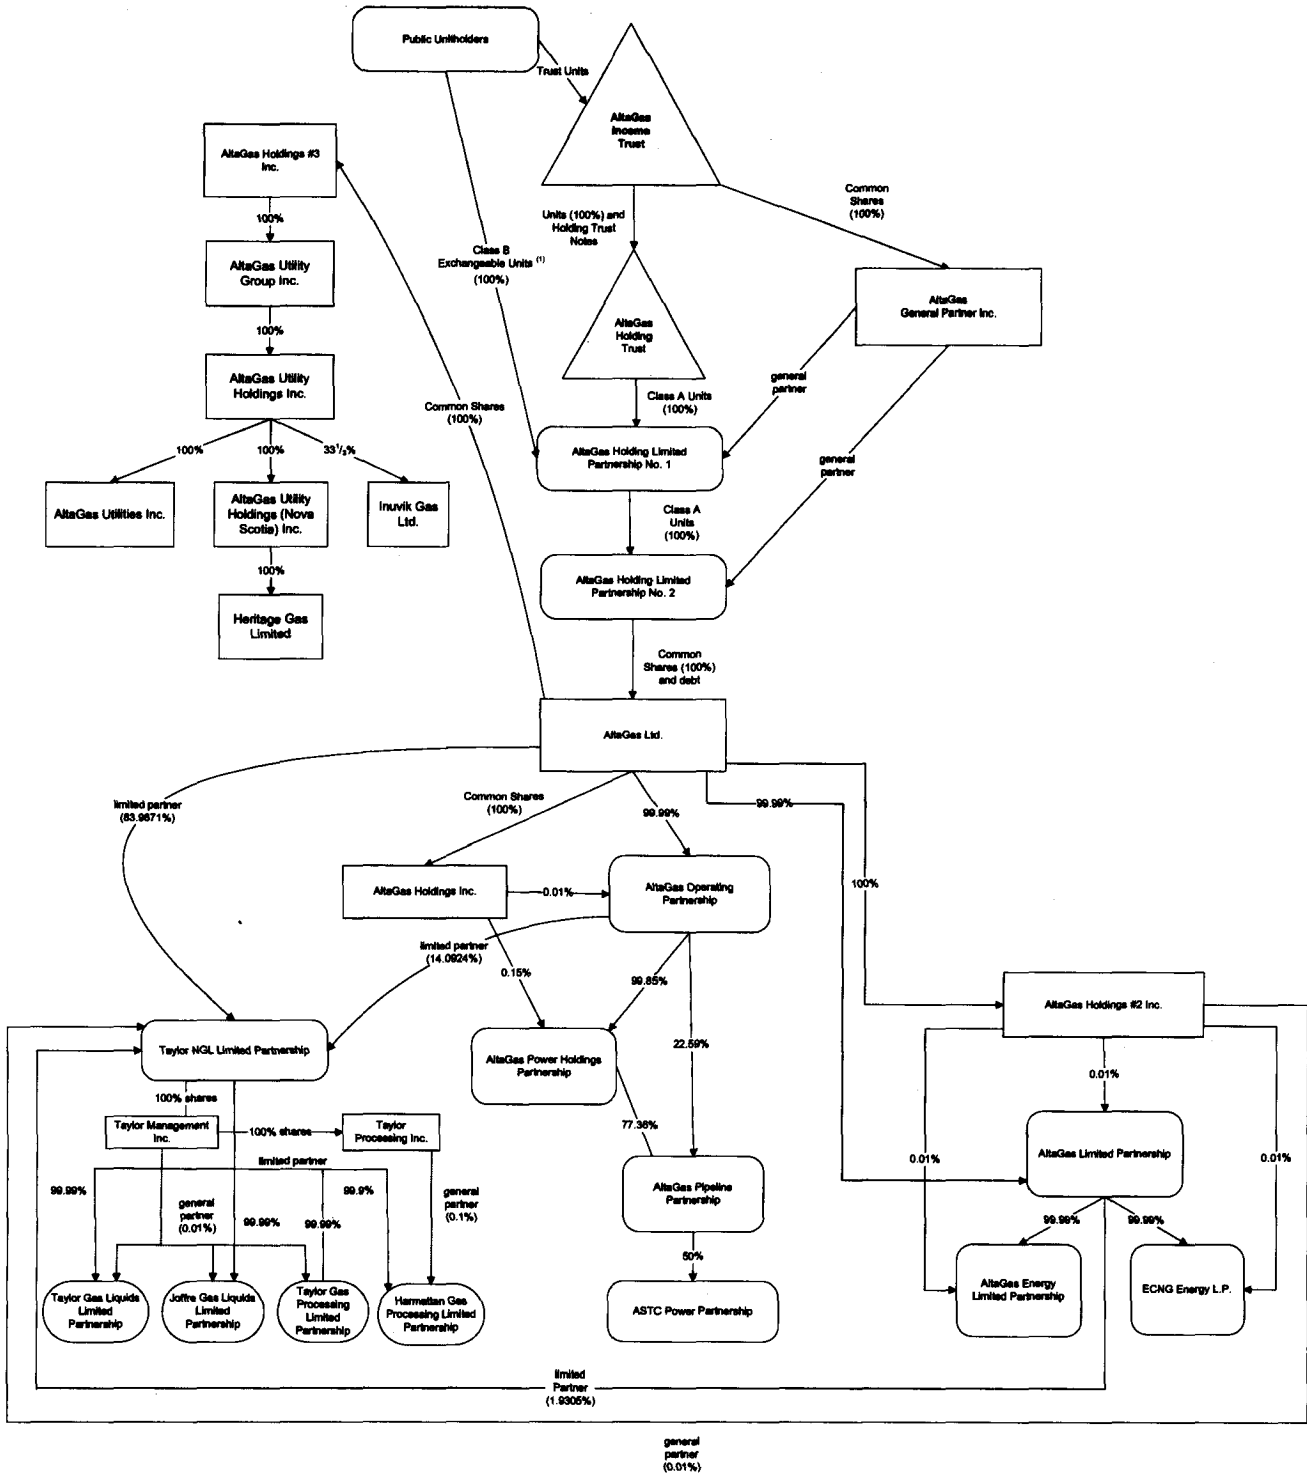 Public Unitholders
Trust Units
AltaGas
Income
Trust
AltaGas Holdings #3
Inc.
Common
Shares
(100%)
100%
Units (100%) and
Holding Trust
Notes
Class B
Exchangeable Units (1)
(100%)
AltaGas Utility
Group Inc.
AltaGas
General Partner Inc.
100%
AltaGas
Holding
Trust
AltaGas Utility
Holdings Inc.
general
partner
Common Shares
(100%)
Class A Units
(100%)
100%
100%
33 1/3%
AltaGas Holding Limited
Partnership No. 1
general
partner
AltaGas Utilities Inc.
AltaGas Utility
Holdings (Nova
Scotia) Inc.
Inuvik Gas
Ltd.
Class A
Units
(100%)
100%
AltaGas Holding Limited
Partnership No. 2
Heritage Gas
Limited
Common
Shares (100%)
and debt
AltaGas Ltd.
limited partner
(83.9671%)
Common Shares
(100%)
99.99%
99.99%
100%
AltaGas Holdings Inc.
0.01%
AltaGas Operating
Partnership
limited partner
(14.0924%)
0.15%
99.85%
22.59%
AltaGas Holdings #2 Inc.
Taylor NGL Limited Partnership
AltaGas Power Holdings
Partnership
0.01%
100% shares
77.36%
Taylor Management
Inc.
100% shares
Taylor
Processing Inc.
AltaGas Limited Partnership
0.01%
0.01%
limited partner
99.99%
general
partner
(0.01%)
99.99%
99.99%
99.9%
general
partner
(0.1%)
AltaGas Pipeline
Partnership
99.99%
99.99%
50%
Taylor Gas Liquids
Limited
Partnership
Joffre Gas Liquids
Limited
Partnership
Taylor Gas
Processing
Limited
Partnership
Harmattan Gas
Processing Limited
Partnership
ASTC Power Partnership
AltaGas Energy
Limited Partnership
ECNG Energy L.P.
limited
Partner
(1.9305%)
general
partner
(0.01%)